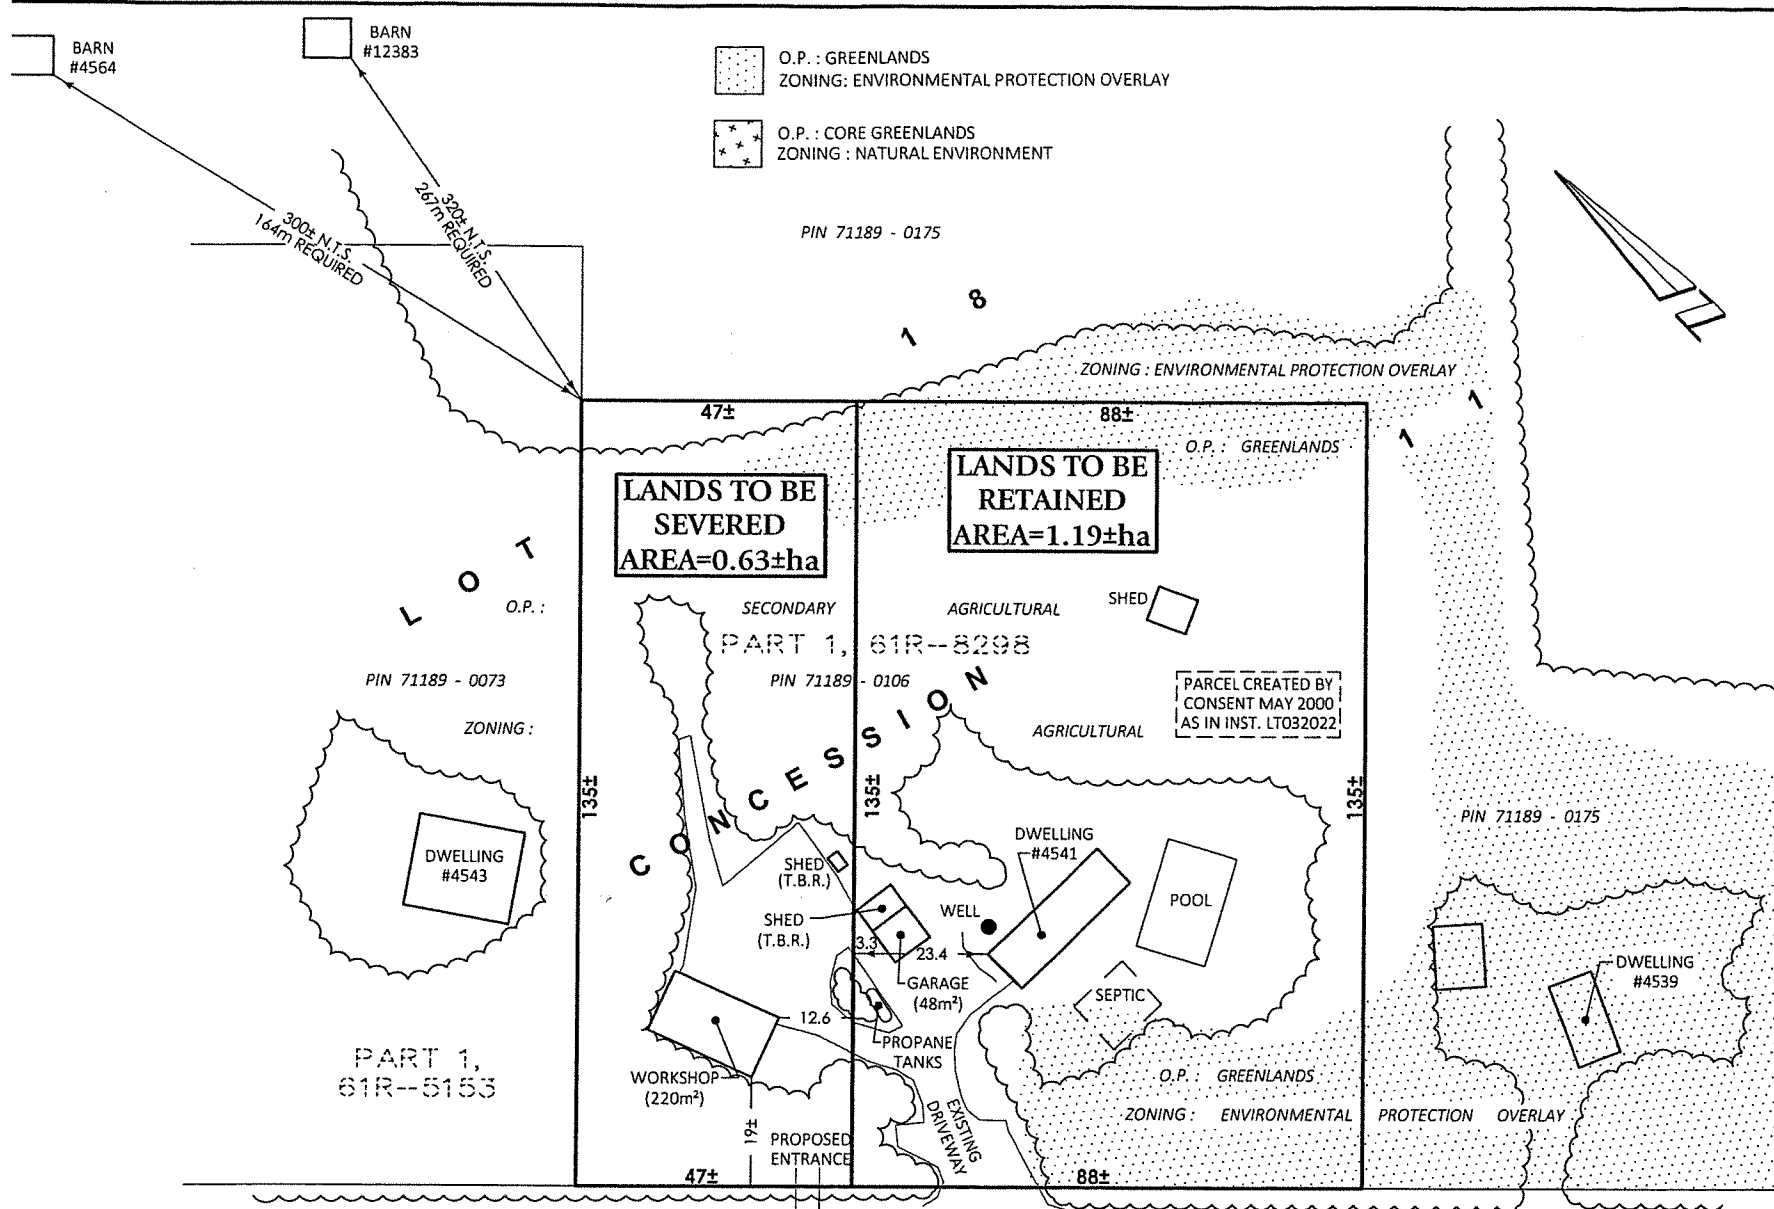 BARN
#4564
BARN
#12383
O.P. : GREENLANDS
ZONING: ENVIRONMENTAL PROTECTION OVERLAY
O.P. : CORE GREENLANDS
ZONING : NATURAL ENVIRONMENT
300± N.T.S.
164m REQUIRED
320± N.T.S.
267m REQUIRED
PIN 71189 - 0175
1 8
ZONING : ENVIRONMENTAL PROTECTION OVERLAY
47±
88±
1 1
O.P. : GREENLANDS
LANDS TO BE
SEVERED
AREA=0.63±ha
LANDS TO BE
RETAINED
AREA=1.19±ha
LOT
O.P. :
SECONDARY
AGRICULTURAL
SHED
PART 1, 61R--8298
PIN 71189 - 0073
PIN 71189 - 0106
PARCEL CREATED BY
CONSENT MAY 2000
AS IN INST. LT032022
ZONING :
AGRICULTURAL
CONCESSION
135±
135±
135±
PIN 71189 - 0175
DWELLING
#4543
SHED
(T.B.R.)
DWELLING
#4541
POOL
SHED
(T.B.R.)
WELL
3.3
23.4
GARAGE
(48m²)
SEPTIC
DWELLING
#4539
12.6
PROPANE
TANKS
PART 1,
61R--5153
WORKSHOP
(220m²)
O.P. : GREENLANDS
ZONING : ENVIRONMENTAL PROTECTION OVERLAY
EXISTING
DRIVEWAY
19±
PROPOSED
ENTRANCE
47±
88±